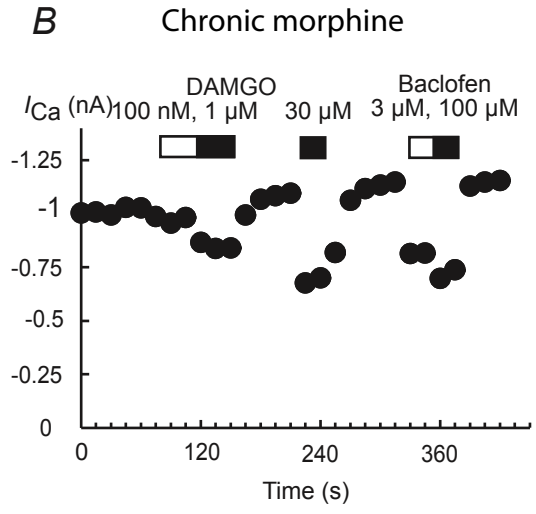 B Chronic morphine
DAMGO Baclofen
ICa (nA) 100 nM, 1 µM 30 µM 3 µM, 100 µM
-1.25
-1
-0.75
-0.5
-0.25
0
0 120 240 360
Time (s)